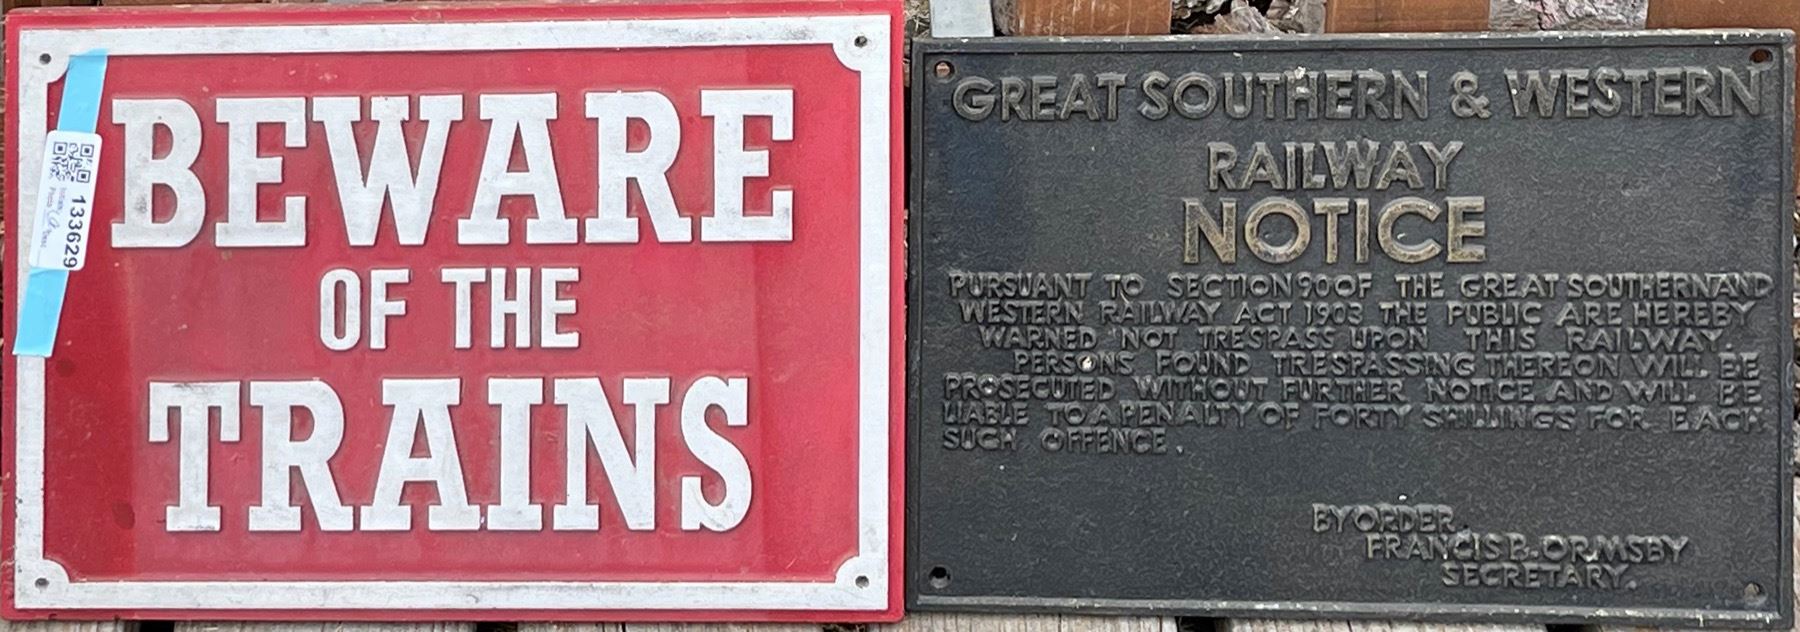 BEWARE
OF THE
TRAINS
133629
GREAT SOUTHERN & WESTERN
RAILWAY
NOTICE
PURSUANT TO SECTION 90 OF THE GREAT SOUTHERN AND
WESTERN RAILWAY ACT 1903 THE PUBLIC ARE HEREBY
WARNED NOT TRESPASS UPON THIS RAILWAY.
PERSONS FOUND TRESPASSING THEREON WILL BE
PROSECUTED WITHOUT FURTHER NOTICE AND WILL BE
LIABLE TO A PENALTY OF FORTY SHILLINGS FOR EACH
SUCH OFFENCE.
BY ORDER.
FRANCIS B. ORMSBY
SECRETARY.